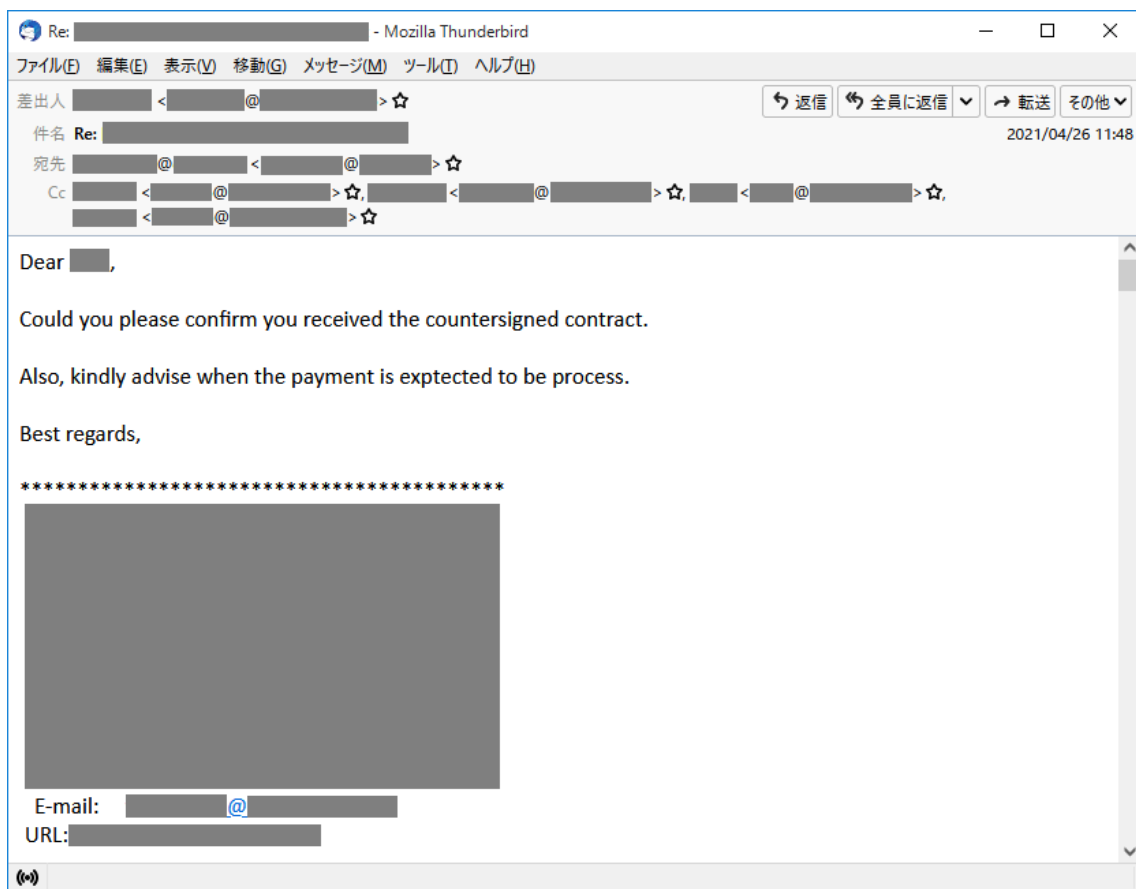 Re: - Mozilla Thunderbird
ファイル(F) 編集(E) 表示(V) 移動(G) メッセージ(M) ツール(T) ヘルプ(H)
差出人 < @ > ☆ 返信 全員に返信 転送 その他
件名 Re: 2021/04/26 11:48
宛先 @ < @ > ☆
Cc < @ > ☆, < @ > ☆, < @ > ☆,
< @ > ☆
Dear ,
Could you please confirm you received the countersigned contract.
Also, kindly advise when the payment is exptected to be process.
Best regards,
******************************************
E-mail: @
URL: